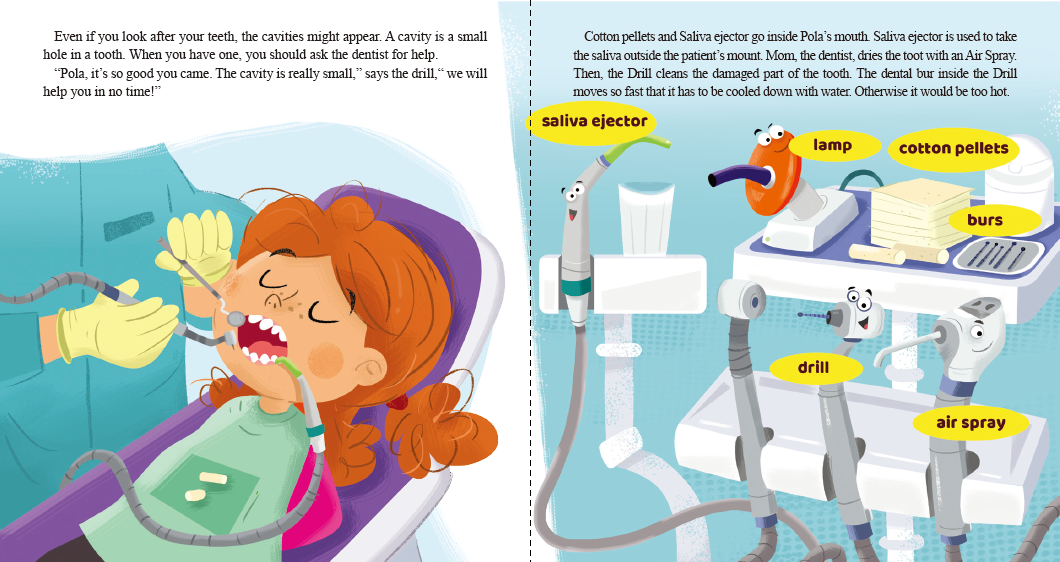 Even if you look after your teeth, the cavities might appear. A cavity is a small
hole in a tooth. When you have one, you should ask the dentist for help.
“Pola, it’s so good you came. The cavity is really small,” says the drill,“ we will
help you in no time!”
Cotton pellets and Saliva ejector go inside Pola’s mouth. Saliva ejector is used to take
the saliva outside the patient’s mount. Mom, the dentist, dries the toot with an Air Spray.
Then, the Drill cleans the damaged part of the tooth. The dental bur inside the Drill
moves so fast that it has to be cooled down with water. Otherwise it would be too hot.
saliva ejector
lamp
cotton pellets
burs
drill
air spray